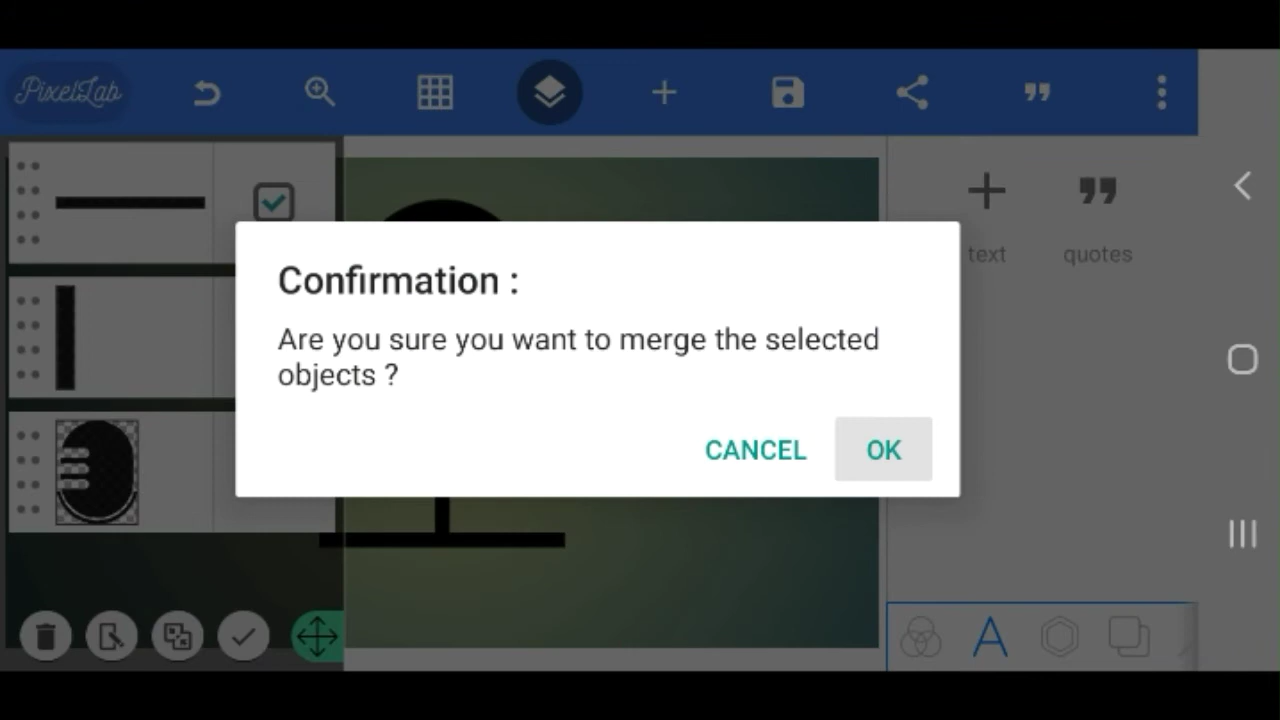 PixelLab
text
quotes
Confirmation :
Are you sure you want to merge the selected
objects ?
CANCEL
OK